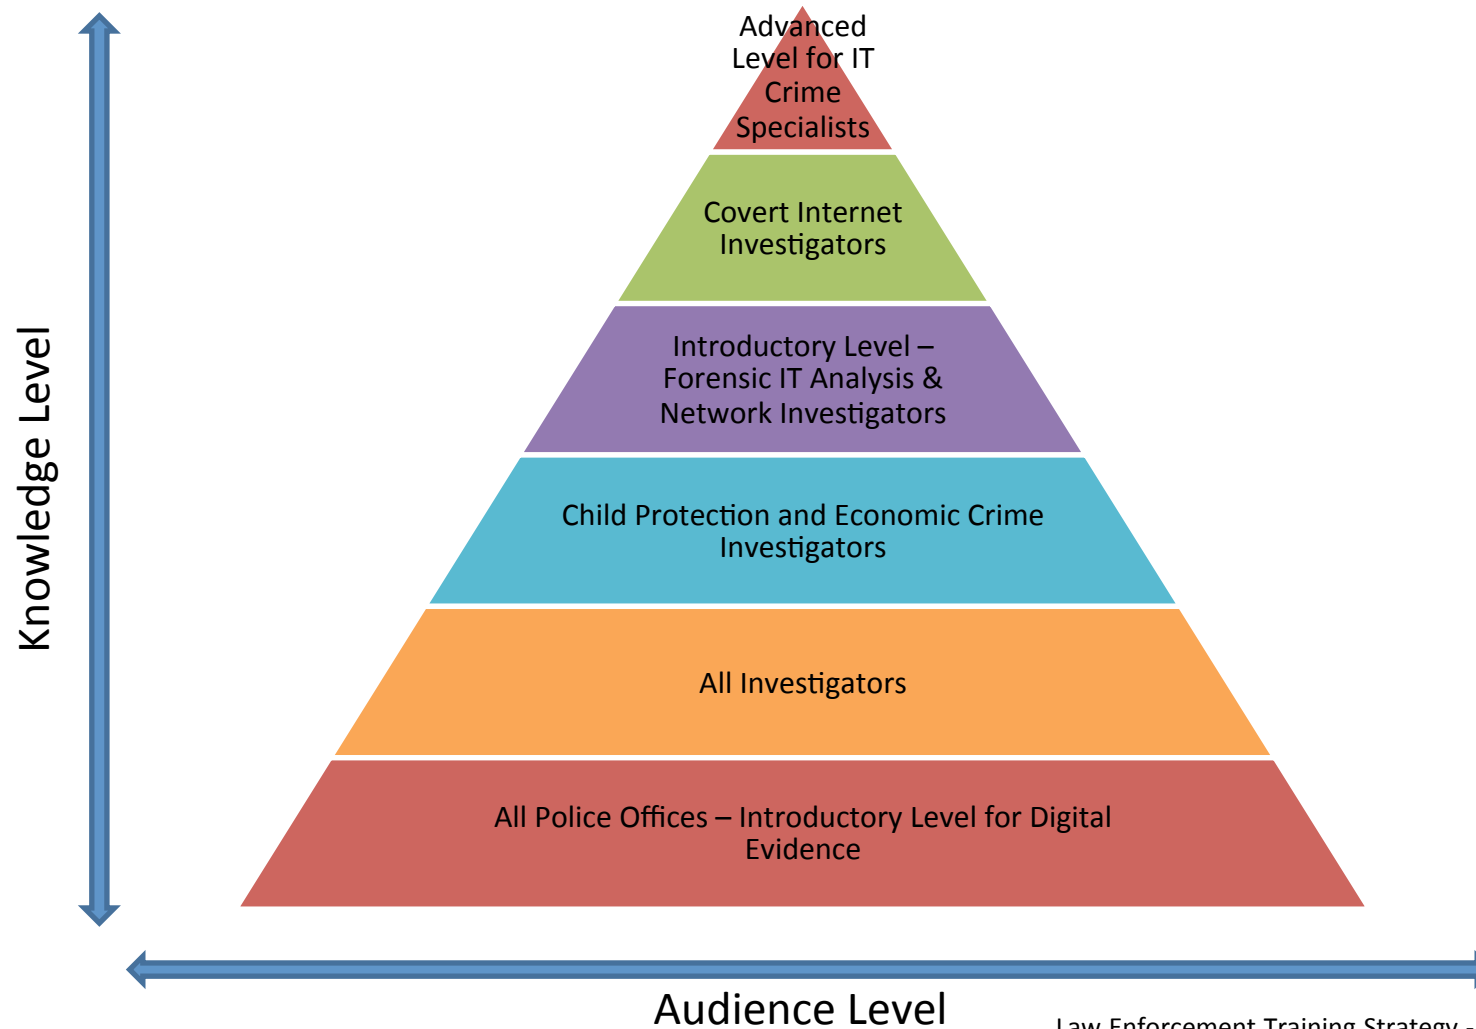 Advanced
Level for IT
Crime
Specialists
Covert Internet
Investigators
Introductory Level –
Forensic IT Analysis &
Network Investigators
Child Protection and Economic Crime
Investigators
All Investigators
All Police Offices – Introductory Level for Digital
Evidence
Knowledge Level
Audience Level
Law Enforcement Training Strategy -